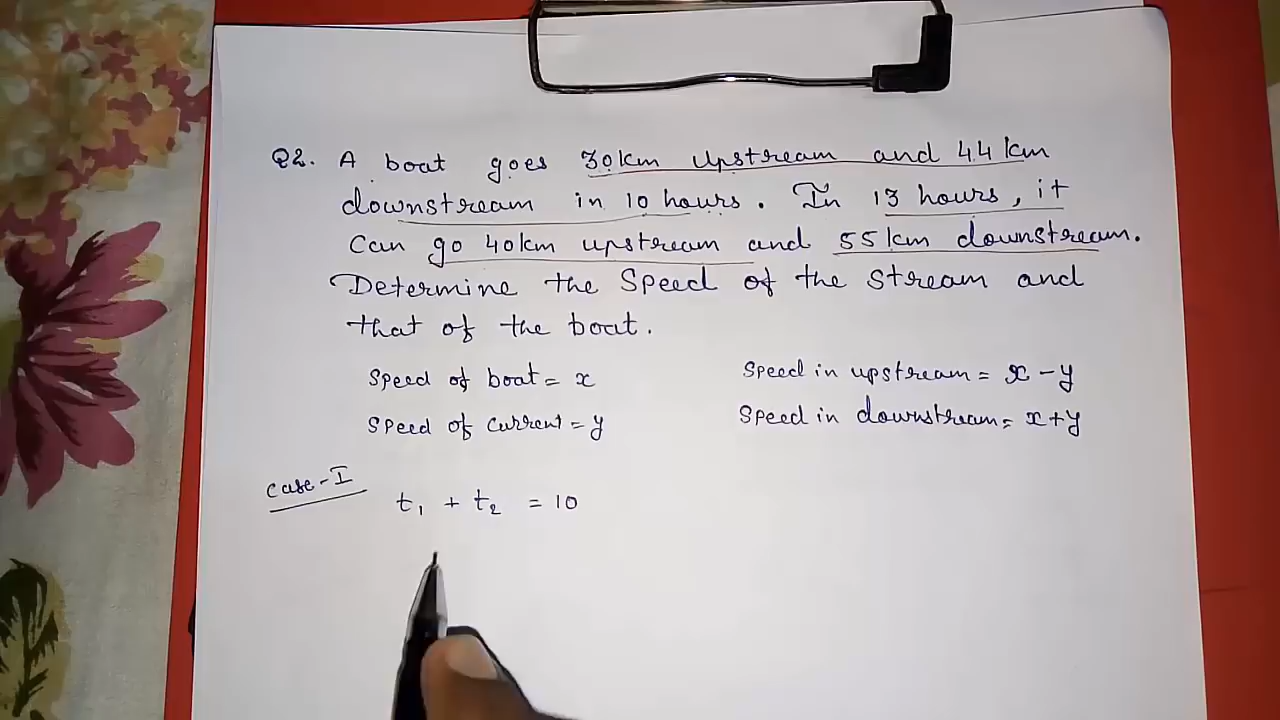 Q2. A boat goes 30km upstream and 44 km
downstream in 10 hours. In 13 hours, it
can go 40km upstream and 55km downstream.
Determine the speed of the stream and
that of the boat.
Speed of boat = x
Speed in upstream = x - y
Speed of current = y
Speed in downstream = x + y
Case-I
t₁ + t₂ = 10